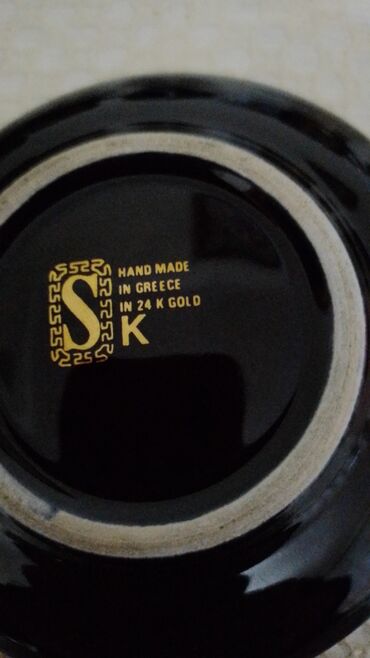 S
HAND MADE
IN GREECE
IN 24 K GOLD
K